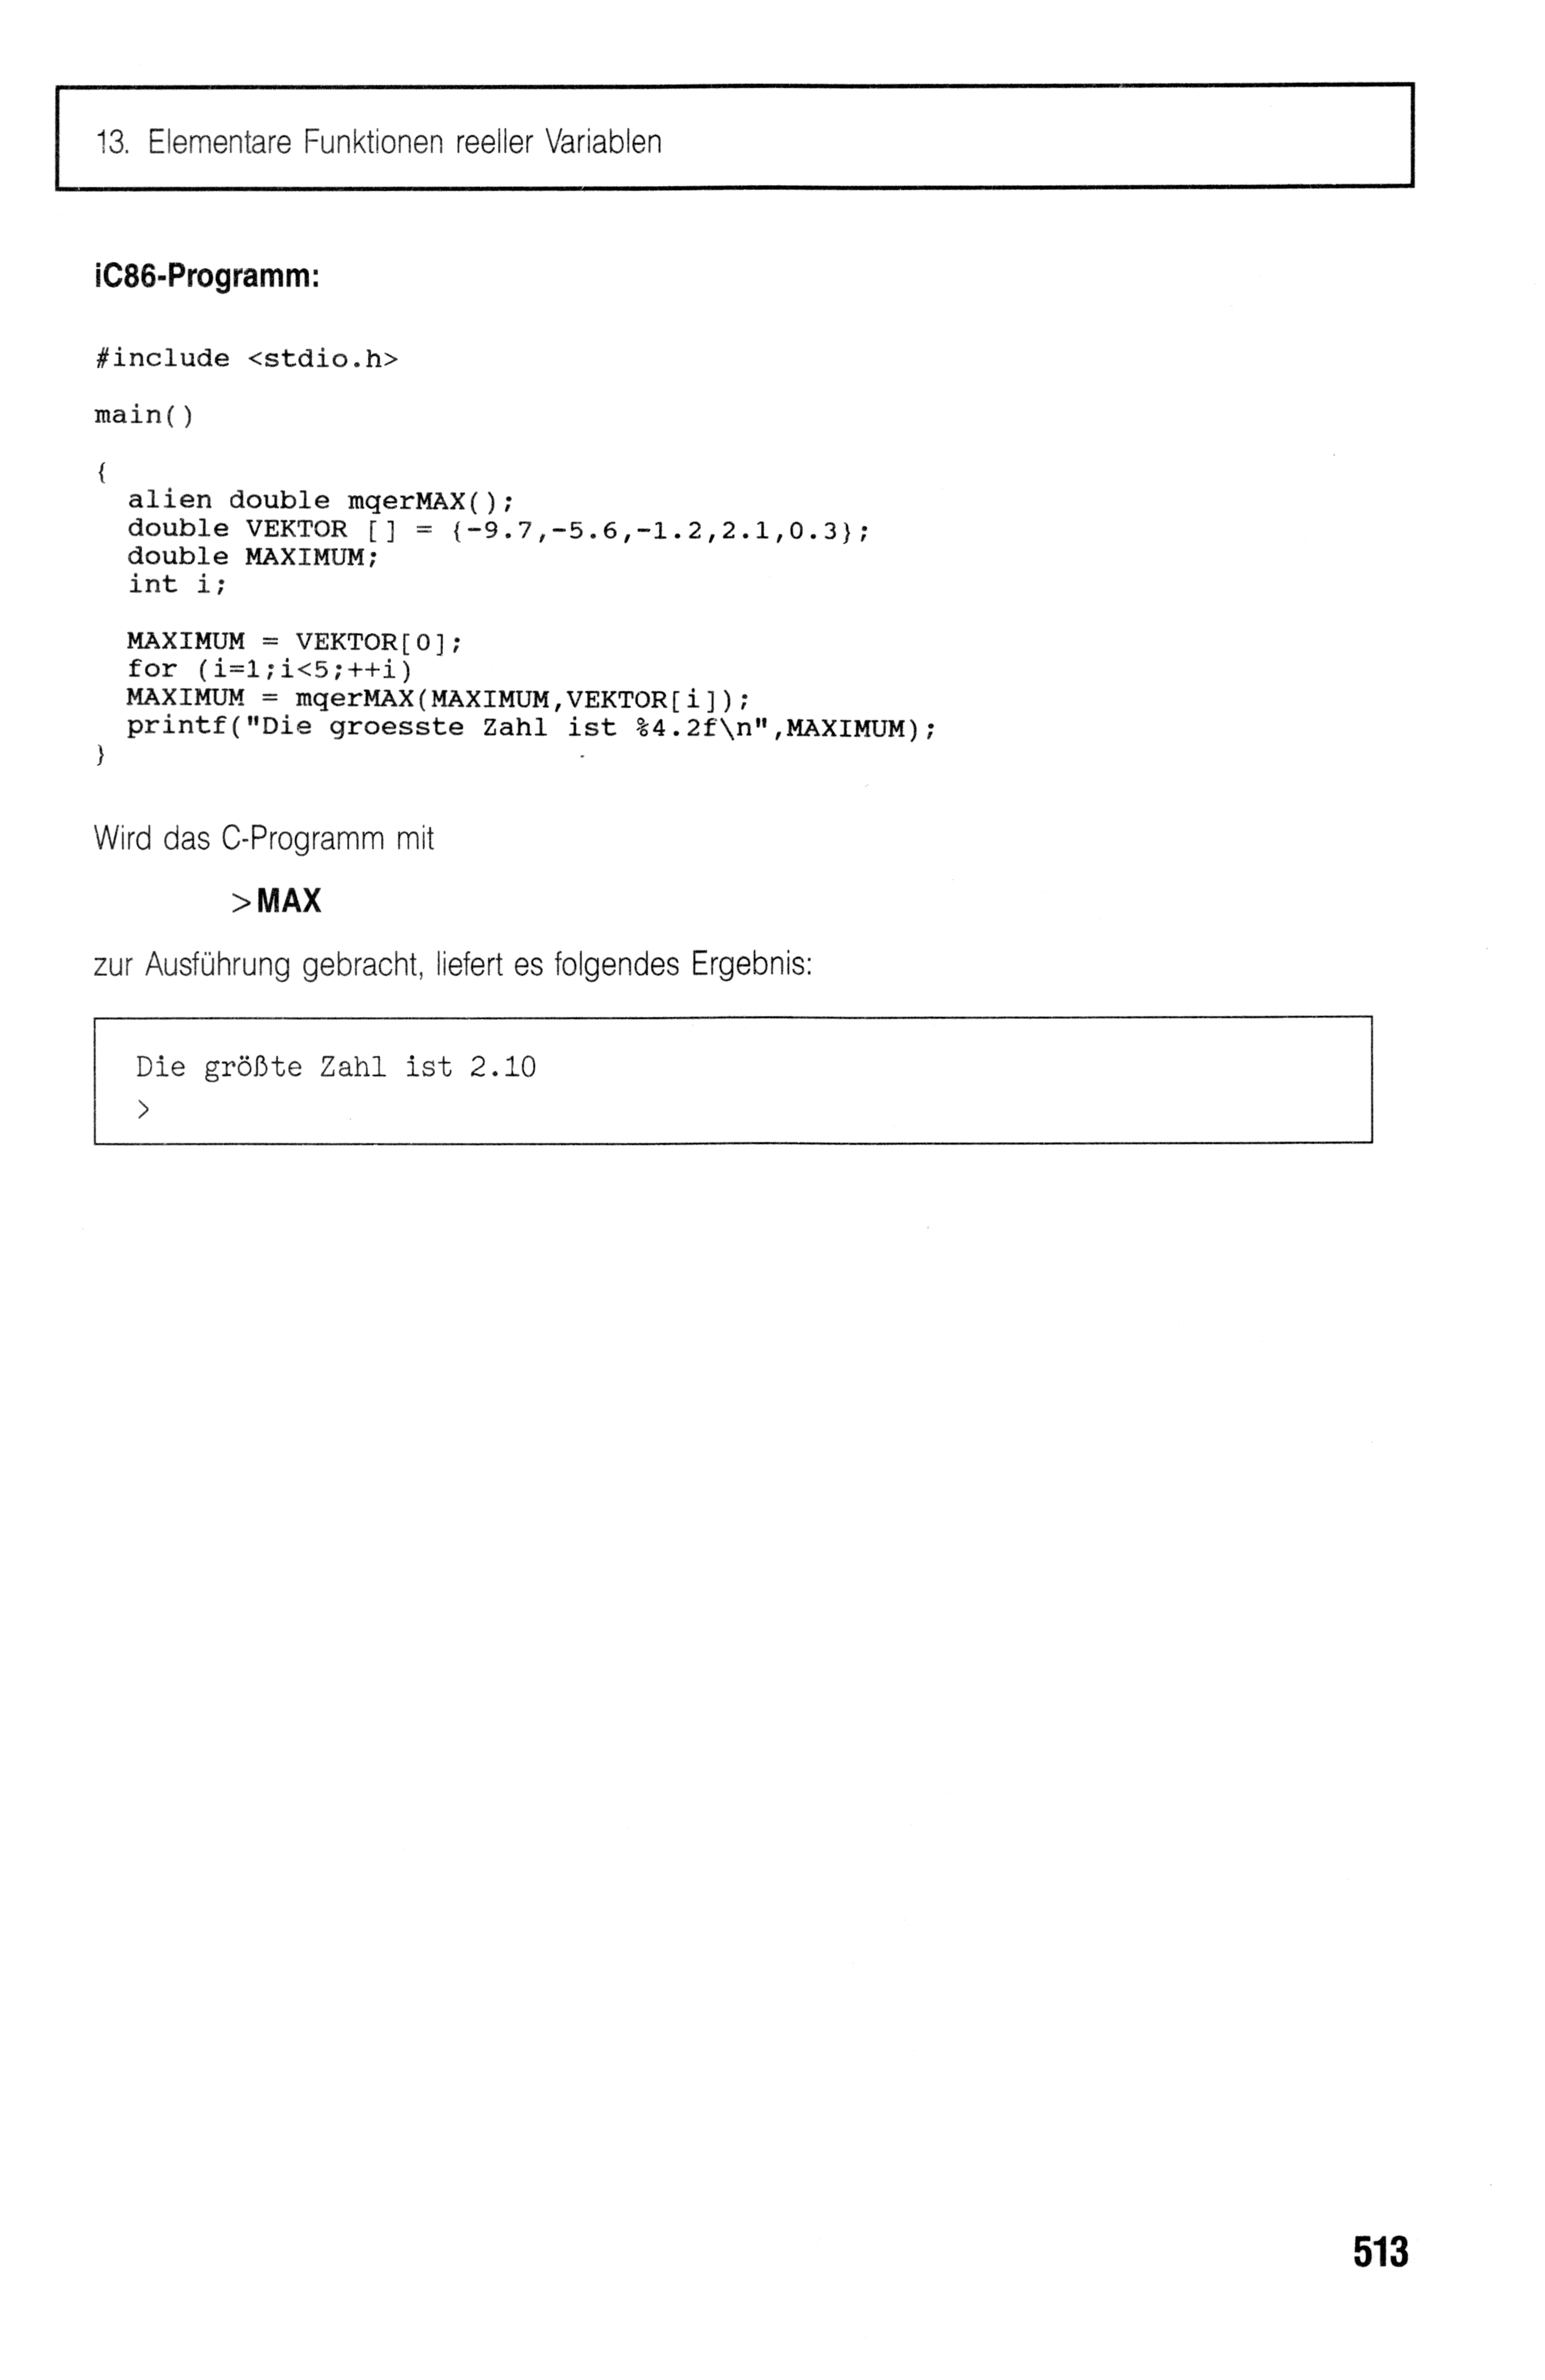 13. Elementare Funktionen reeller Variablen
iC86-Programm:
#include <stdio.h>
main()
{
  alien double mqerMAX();
  double VEKTOR [] = {-9.7,-5.6,-1.2,2.1,0.3};
  double MAXIMUM;
  int i;
  MAXIMUM = VEKTOR[0];
  for (i=1;i<5;++i)
  MAXIMUM = mqerMAX(MAXIMUM,VEKTOR[i]);
  printf("Die groesste Zahl ist %4.2f\n",MAXIMUM);
}
Wird das C-Programm mit
>MAX
zur Ausführung gebracht, liefert es folgendes Ergebnis:
Die größte Zahl ist 2.10
>
513